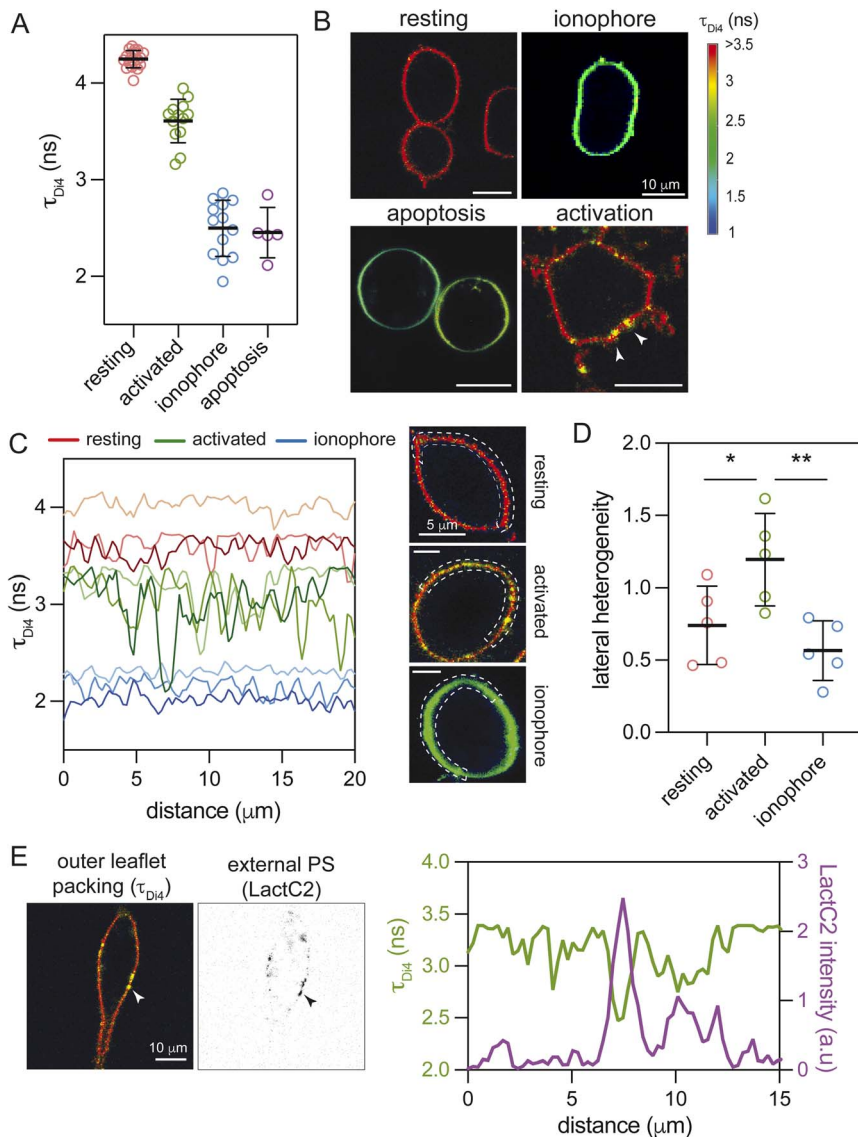 A
τDi4 (ns)
4
3
2
resting
activated
ionophore
apoptosis
B
resting
ionophore
10 μm
apoptosis
activation
τDi4 (ns)
>3.5
3
2.5
2
1.5
1
C
resting
activated
ionophore
τDi4 (ns)
4
3
2
0
5
10
15
20
distance (μm)
5 μm
resting
activated
ionophore
D
lateral heterogeneity
2.0
1.5
1.0
0.5
0.0
*
**
resting
activated
ionophore
E
outer leaflet
packing (τDi4)
10 μm
external PS
(LactC2)
τDi4
(ns)
4.0
3.5
3.0
2.5
2.0
0
5
10
15
distance (μm)
3
2
1
0
LactC2 intensity (a.u)